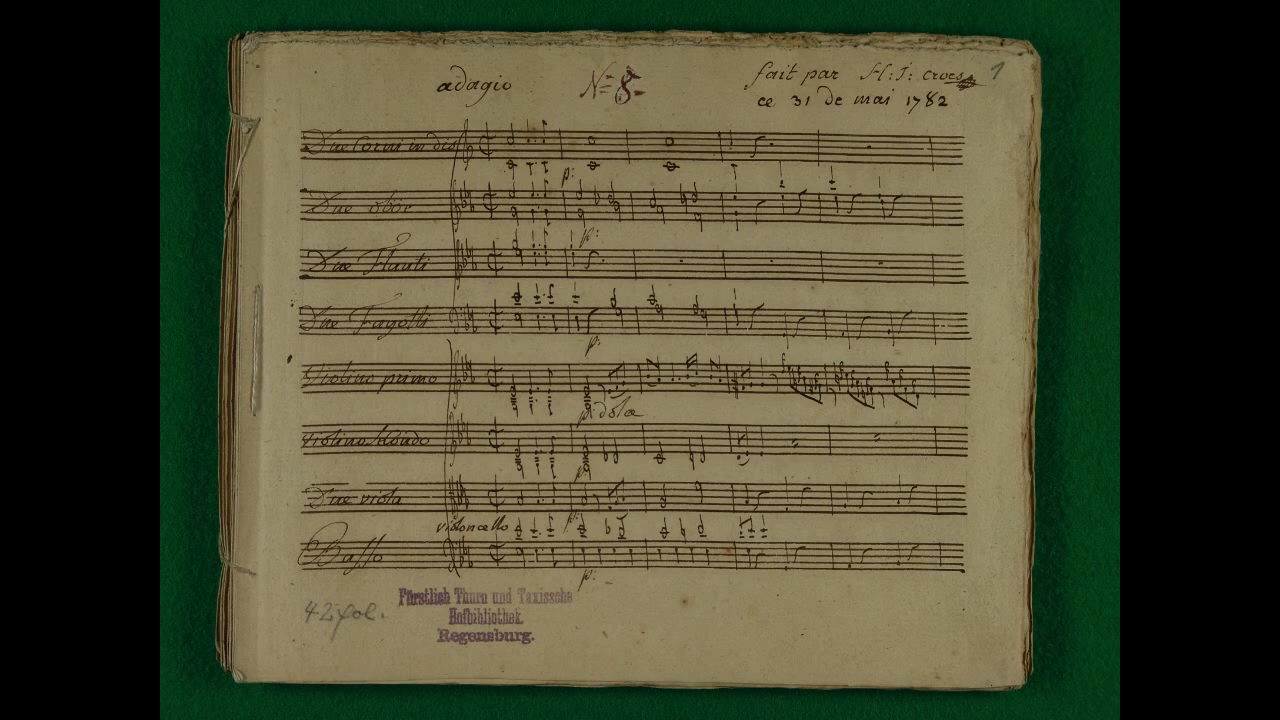 adagio Nº 8. fait par H: J: croes 1
ce 31 de mai 1782
Due Corni in dis
p:
Due oboe
p:
Due Flauti
Due Fagotti
p:
Violino primo
p: dolce
violino secondo
p:
Due viola
p:
violoncello
Basso
p:
42 fol.
Fürstlich Thurn und Taxissche
Hofbibliothek
Regensburg.